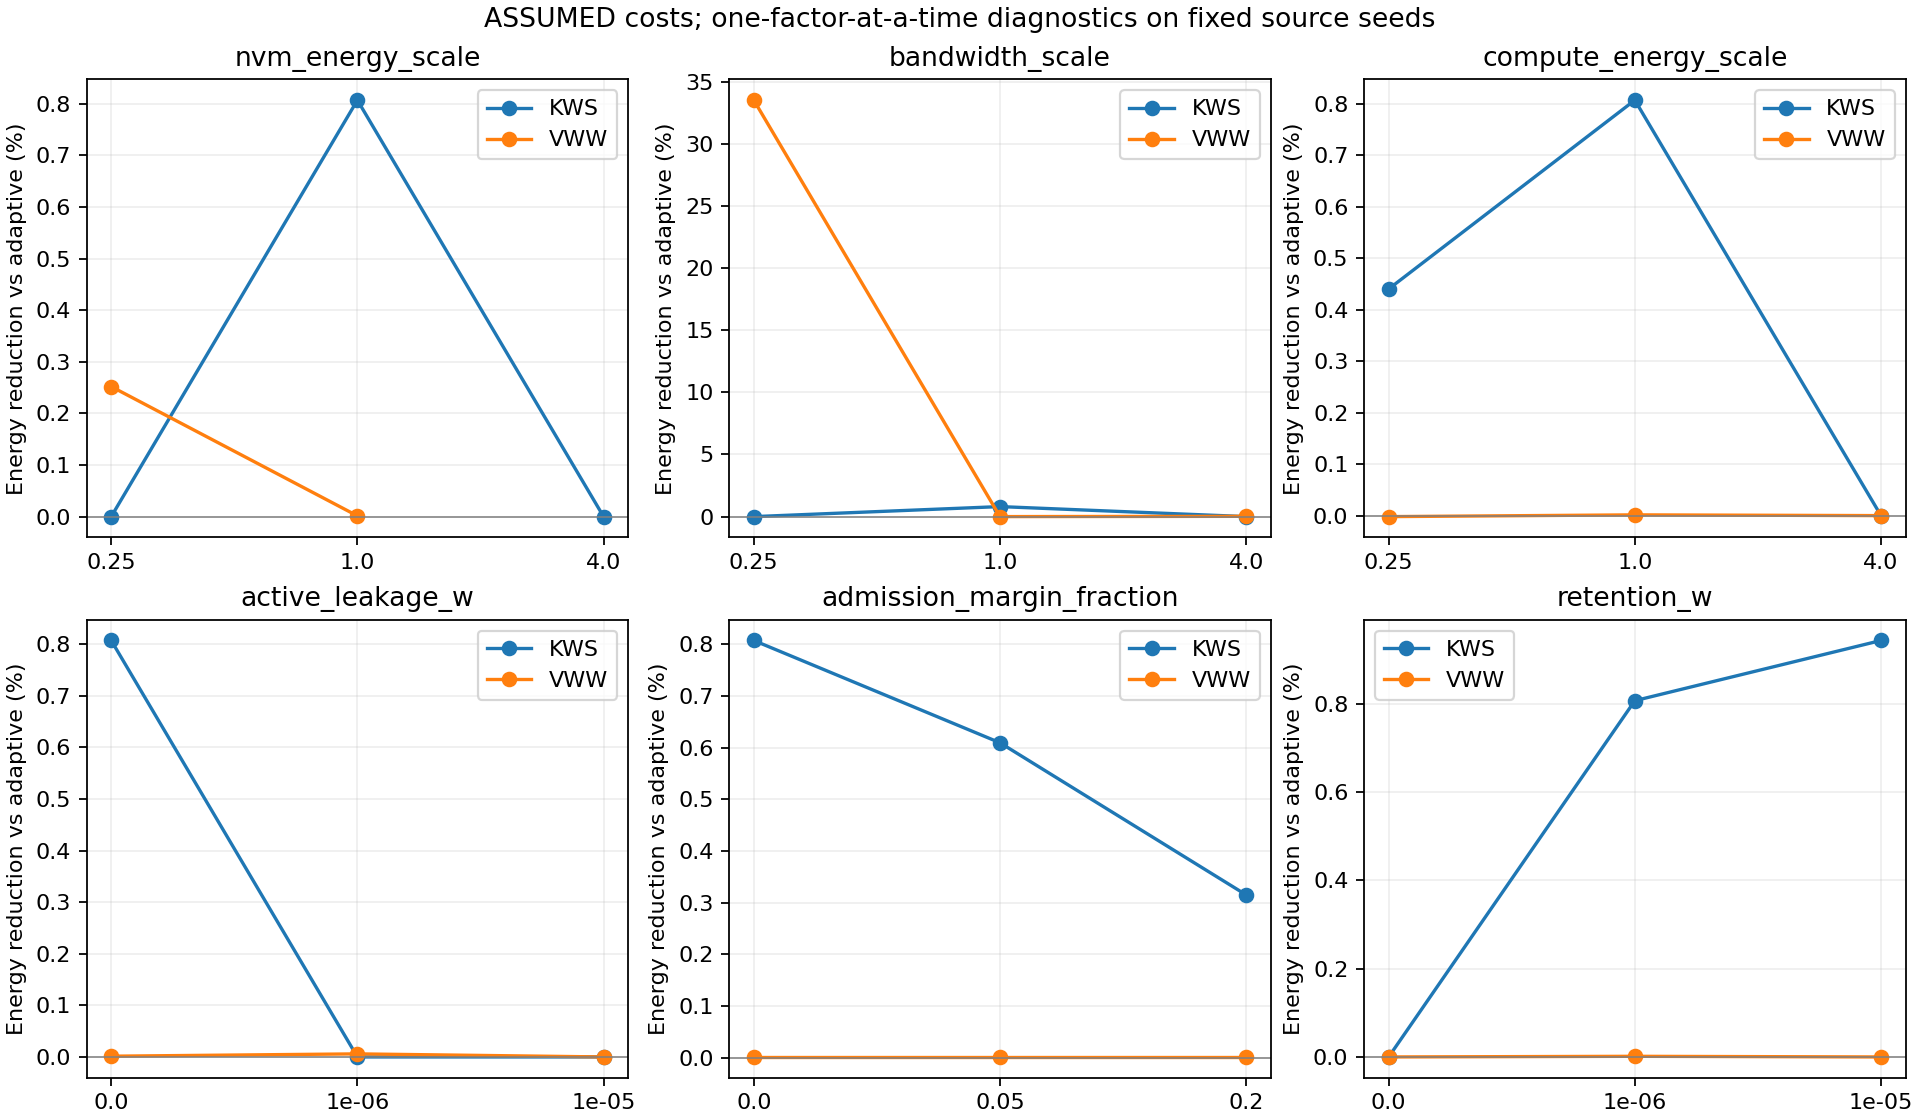 ASSUMED costs; one-factor-at-a-time diagnostics on fixed source seeds
nvm_energy_scale
Energy reduction vs adaptive (%)
0.8
0.7
0.6
0.5
0.4
0.3
0.2
0.1
0.0
0.25 1.0 4.0
KWS
VWW
bandwidth_scale
Energy reduction vs adaptive (%)
35
30
25
20
15
10
5
0
0.25 1.0 4.0
KWS
VWW
compute_energy_scale
Energy reduction vs adaptive (%)
0.8
0.7
0.6
0.5
0.4
0.3
0.2
0.1
0.0
0.25 1.0 4.0
KWS
VWW
active_leakage_w
Energy reduction vs adaptive (%)
0.8
0.7
0.6
0.5
0.4
0.3
0.2
0.1
0.0
0.0 1e-06 1e-05
KWS
VWW
admission_margin_fraction
Energy reduction vs adaptive (%)
0.8
0.7
0.6
0.5
0.4
0.3
0.2
0.1
0.0
0.0 0.05 0.2
KWS
VWW
retention_w
Energy reduction vs adaptive (%)
0.8
0.6
0.4
0.2
0.0
0.0 1e-06 1e-05
KWS
VWW